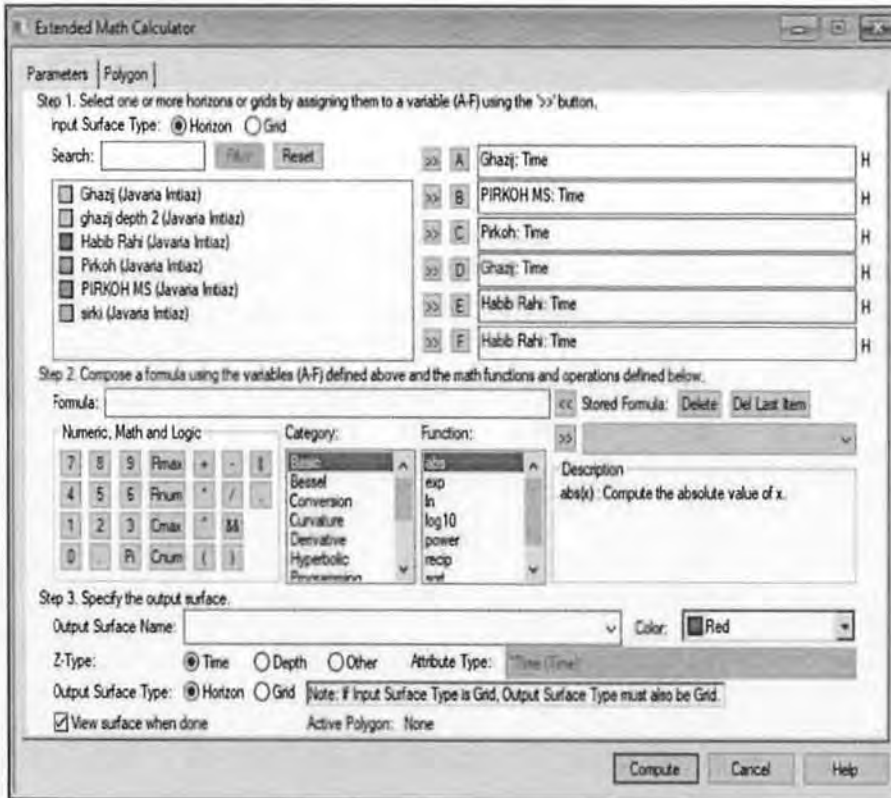 Extended Math Calculator
Parameters Polygon
Step 1. Select one or more horizons or grids by assigning them to a variable (A-F) using the '>>' button.
Input Surface Type: Horizon Grid
Search: Filter Reset
Ghazij (Javaria Imtiaz)
ghazij depth 2 (Javaria Imtiaz)
Habib Rahi (Javaria Imtiaz)
Pirkoh (Javaria Imtiaz)
PIRKOH MS (Javaria Imtiaz)
sirki (Javaria Imtiaz)
>> A Ghazij: Time H
>> B PIRKOH MS: Time H
>> C Pirkoh: Time H
>> D Ghazij: Time H
>> E Habib Rahi: Time H
>> F Habib Rahi: Time H
Step 2. Compose a formula using the variables (A-F) defined above and the math functions and operations defined below.
Formula: << Stored Formula: Delete Del Last Item
>>
Numeric, Math and Logic
7 8 9 Rmax + -
4 5 6 Rnum * / ,
1 2 3 Cmax ^ &&
0 . Pi Cnum ( )
Category:
Basic
Bessel
Conversion
Curvature
Derivative
Hyperbolic
Programming
Function:
abs
exp
ln
log10
power
recip
sqrt
Description
abs(x) : Compute the absolute value of x.
Step 3. Specify the output surface.
Output Surface Name: Color: Red
Z-Type: Time Depth Other Attribute Type: "Time (Time)"
Output Surface Type: Horizon Grid Note: if Input Surface Type is Grid, Output Surface Type must also be Grid.
View surface when done Active Polygon: None
Compute Cancel Help